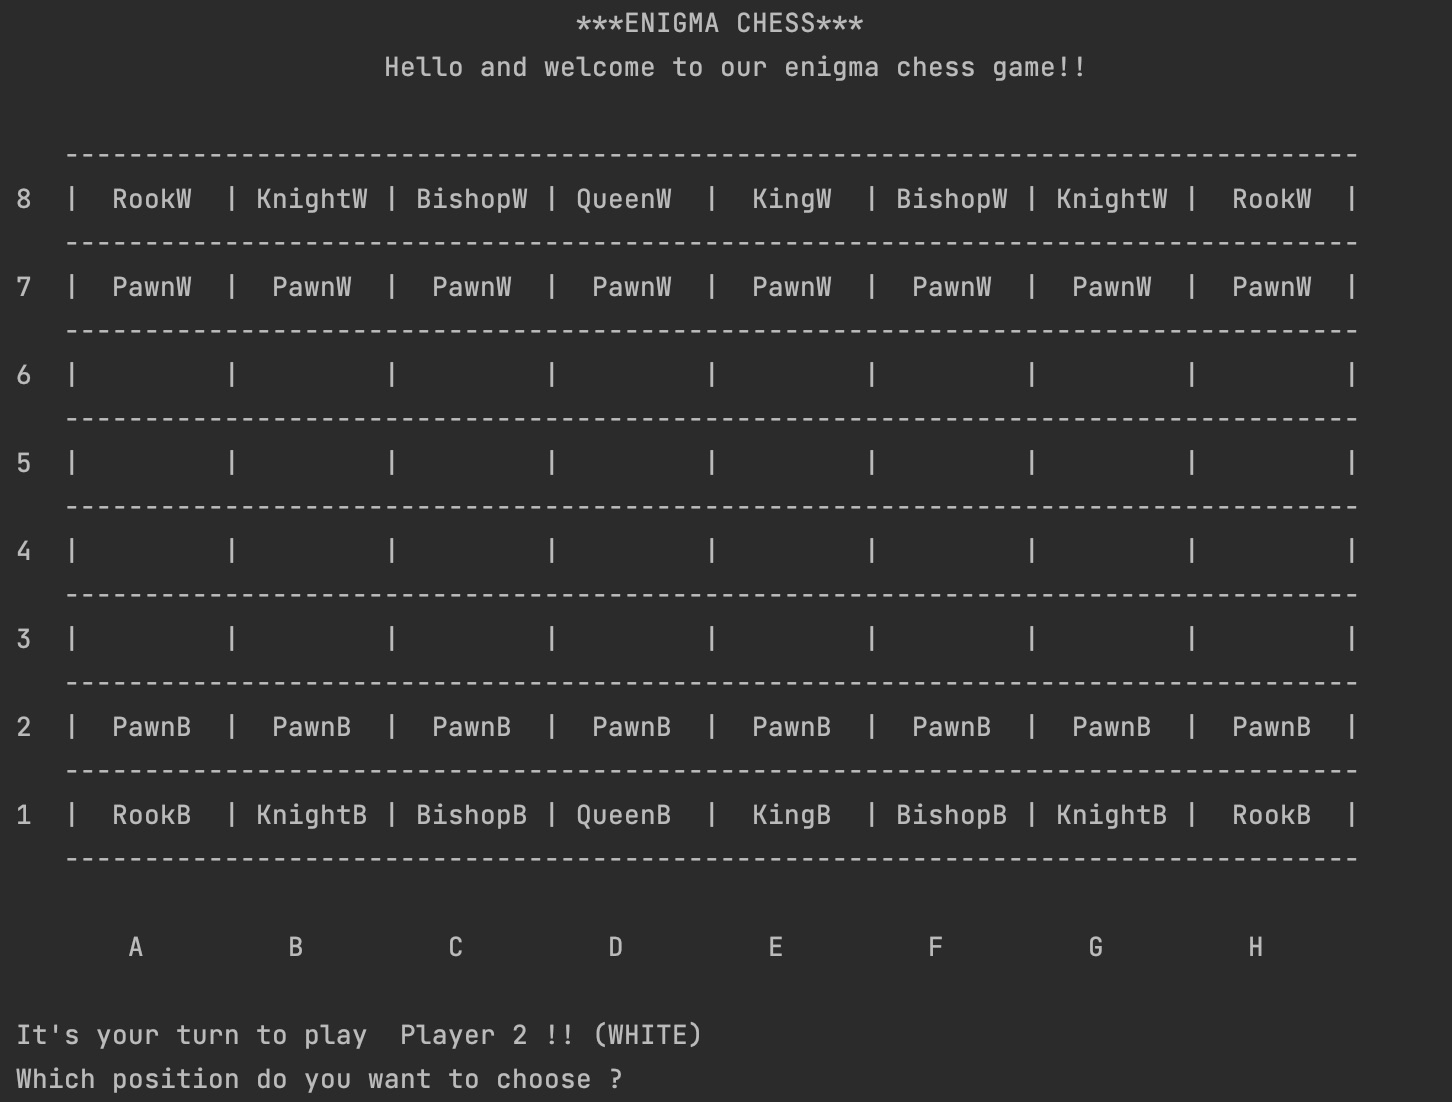 ***ENIGMA CHESS***
Hello and welcome to our enigma chess game!!
---------------------------------------------------------------------------------
8 | RookW | KnightW | BishopW | QueenW | KingW | BishopW | KnightW | RookW |
---------------------------------------------------------------------------------
7 | PawnW | PawnW | PawnW | PawnW | PawnW | PawnW | PawnW | PawnW |
---------------------------------------------------------------------------------
6 | | | | | | | | |
---------------------------------------------------------------------------------
5 | | | | | | | | |
---------------------------------------------------------------------------------
4 | | | | | | | | |
---------------------------------------------------------------------------------
3 | | | | | | | | |
---------------------------------------------------------------------------------
2 | PawnB | PawnB | PawnB | PawnB | PawnB | PawnB | PawnB | PawnB |
---------------------------------------------------------------------------------
1 | RookB | KnightB | BishopB | QueenB | KingB | BishopB | KnightB | RookB |
---------------------------------------------------------------------------------
A B C D E F G H
It's your turn to play  Player 2 !! (WHITE)
Which position do you want to choose ?